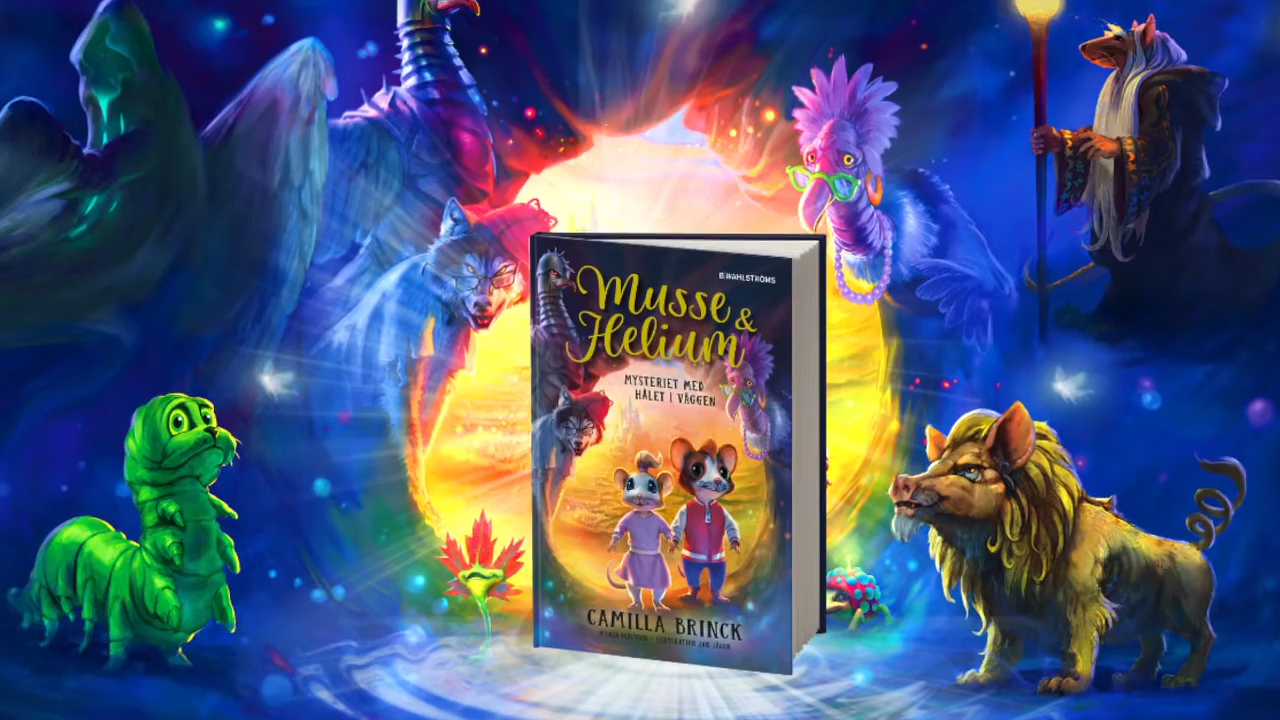 B WAHLSTRÖMS
Musse &
Helium
MYSTERIET MED
HÅLET I VÄGGEN
CAMILLA BRINCK